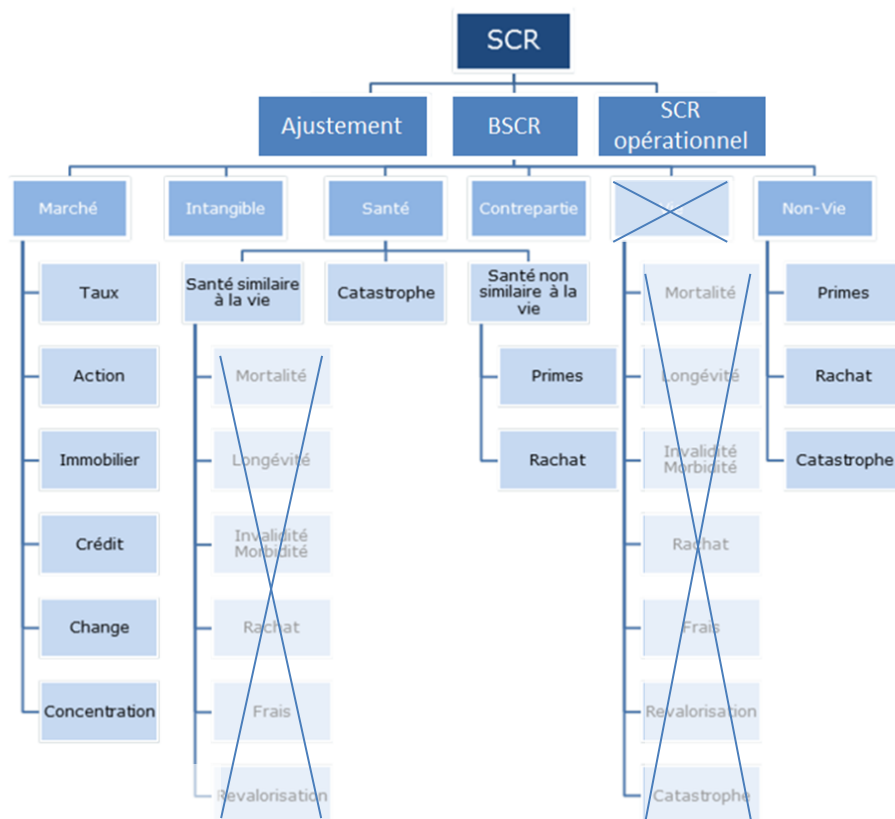 SCR
Ajustement
BSCR
SCR
opérationnel
Marché
Intangible
Santé
Contrepartie
Non-Vie
Taux
Action
Immobilier
Crédit
Change
Concentration
Santé similaire
à la vie
Mortalité
Longévité
Invalidité
Morbidité
Rachat
Frais
Revalorisation
Catastrophe
Santé non
similaire à la
vie
Primes
Rachat
Mortalité
Longévité
Invalidité
Morbidité
Rachat
Frais
Revalorisation
Catastrophe
Primes
Rachat
Catastrophe